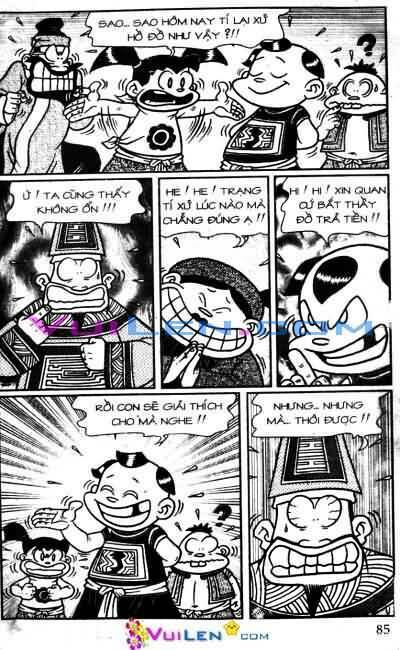 SAO... SAO HÔM NAY TÍ LẠI XỬ
HỒ ĐỒ NHƯ VẬY ?!!
?
Ừ ! TA CŨNG THẤY
KHÔNG ỔN !!!
HE ! HE ! TRẠNG
TÍ XỬ LÚC NÀO MÀ
CHẲNG ĐÚNG Ạ !!
HI ! HI ! XIN QUAN
CỨ BẮT THẦY
ĐỒ TRẢ TIỀN !!
VUILEN.COM
RỒI CON SẼ GIẢI THÍCH
CHO MÀ NGHE !!
NHƯNG... NHƯNG
MÀ... THÔI ĐƯỢC !!
?
85
VUILEN.COM